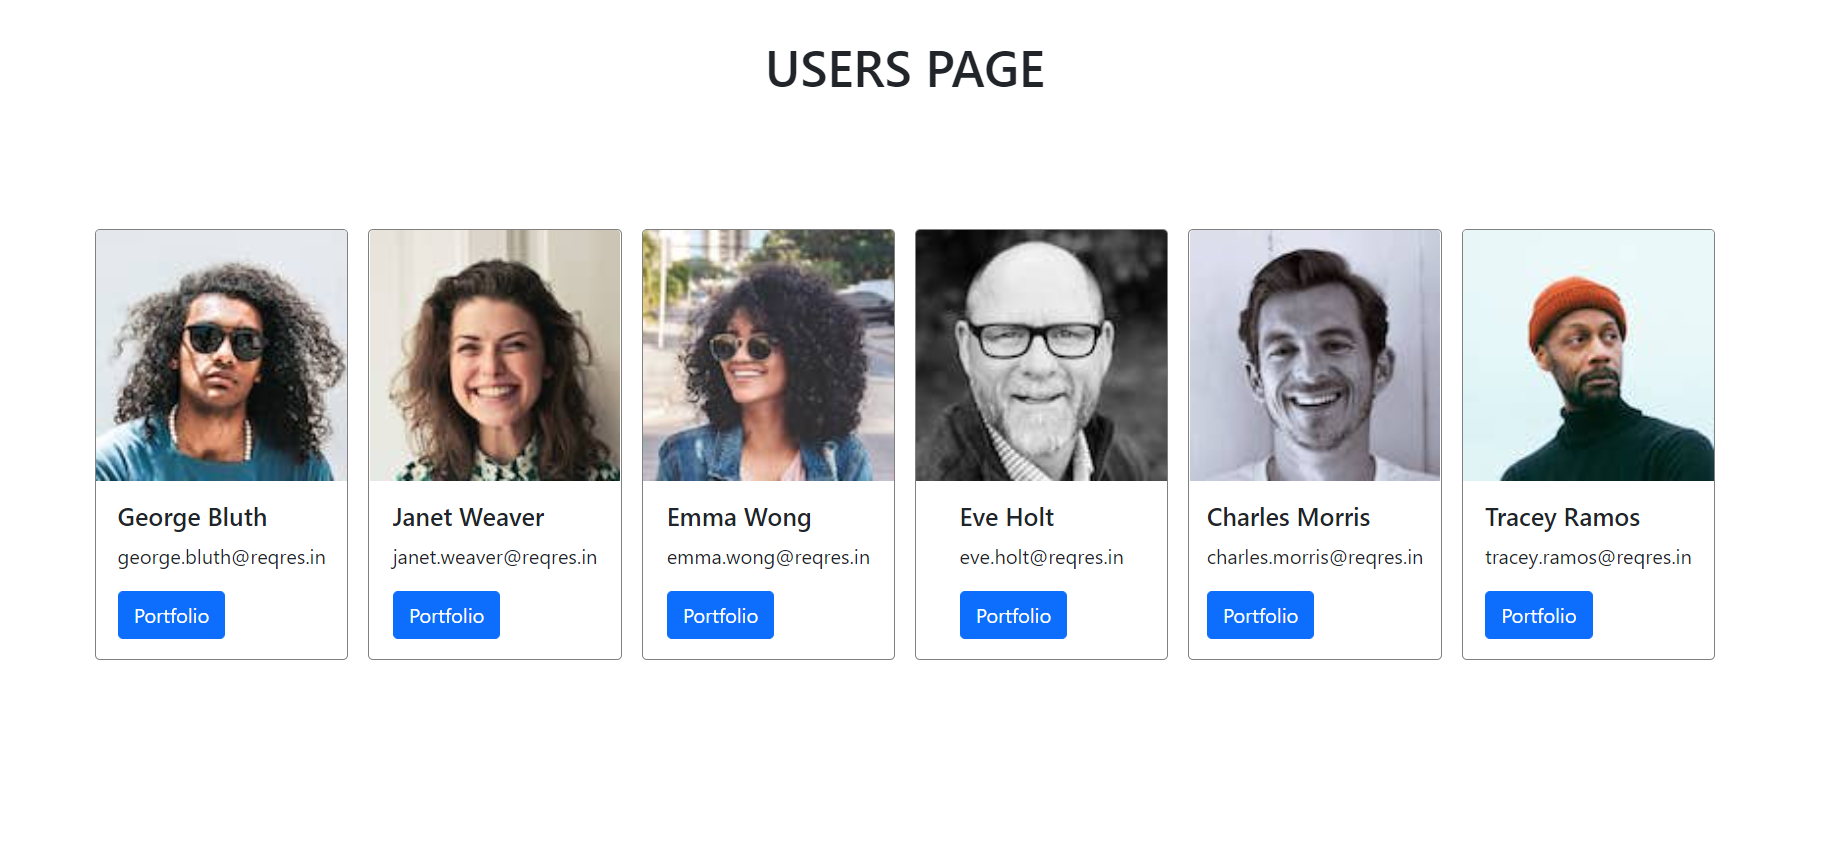 USERS PAGE
George Bluth
george.bluth@reqres.in
Portfolio
Janet Weaver
janet.weaver@reqres.in
Portfolio
Emma Wong
emma.wong@reqres.in
Portfolio
Eve Holt
eve.holt@reqres.in
Portfolio
Charles Morris
charles.morris@reqres.in
Portfolio
Tracey Ramos
tracey.ramos@reqres.in
Portfolio